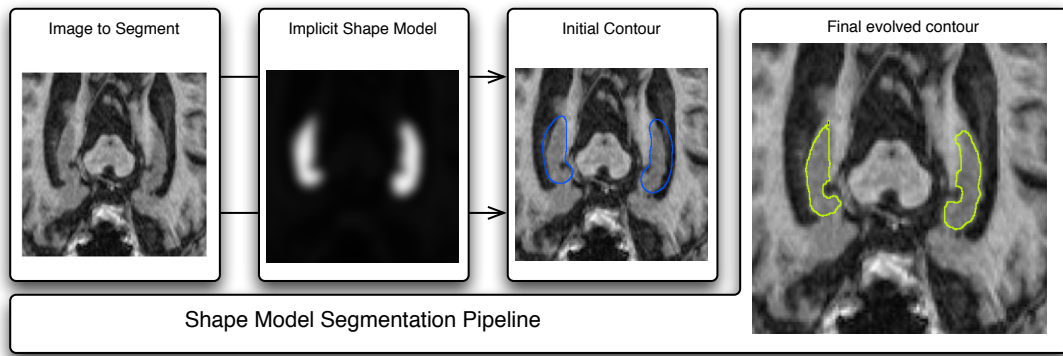 Image to Segment
Implicit Shape Model
Initial Contour
Final evolved contour
Shape Model Segmentation Pipeline